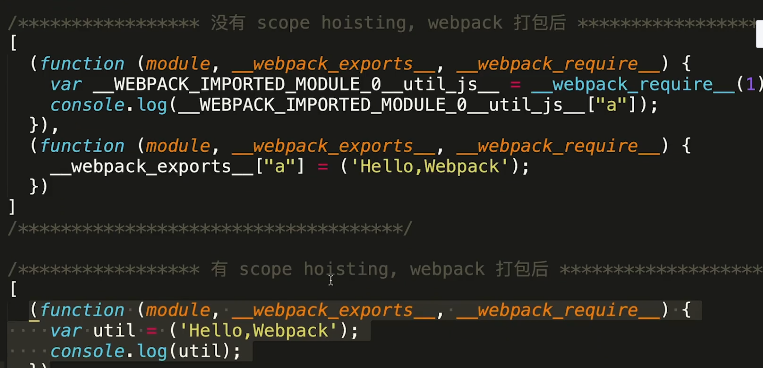 /***************** 没有 scope hoisting, webpack 打包后 *****************
[
(function (module, __webpack_exports__, __webpack_require__) {
var __WEBPACK_IMPORTED_MODULE_0__util_js__ = __webpack_require__(1)
console.log(__WEBPACK_IMPORTED_MODULE_0__util_js__["a"]);
}),
(function (module, __webpack_exports__, __webpack_require__) {
__webpack_exports__["a"] = ('Hello,Webpack');
})
]
/************************************/
/***************** 有 scope hoisting, webpack 打包后 *******************
[
(function (module, __webpack_exports__, __webpack_require__) {
var util = ('Hello,Webpack');
console.log(util);
})